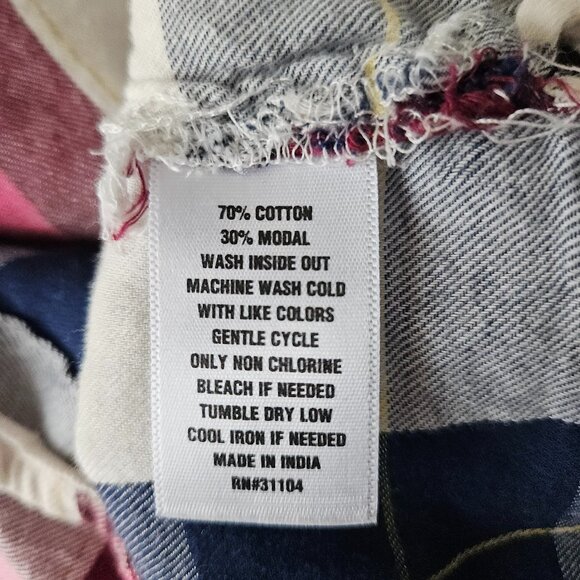 70% COTTON
30% MODAL
WASH INSIDE OUT
MACHINE WASH COLD
WITH LIKE COLORS
GENTLE CYCLE
ONLY NON CHLORINE
BLEACH IF NEEDED
TUMBLE DRY LOW
COOL IRON IF NEEDED
MADE IN INDIA
RN#31104